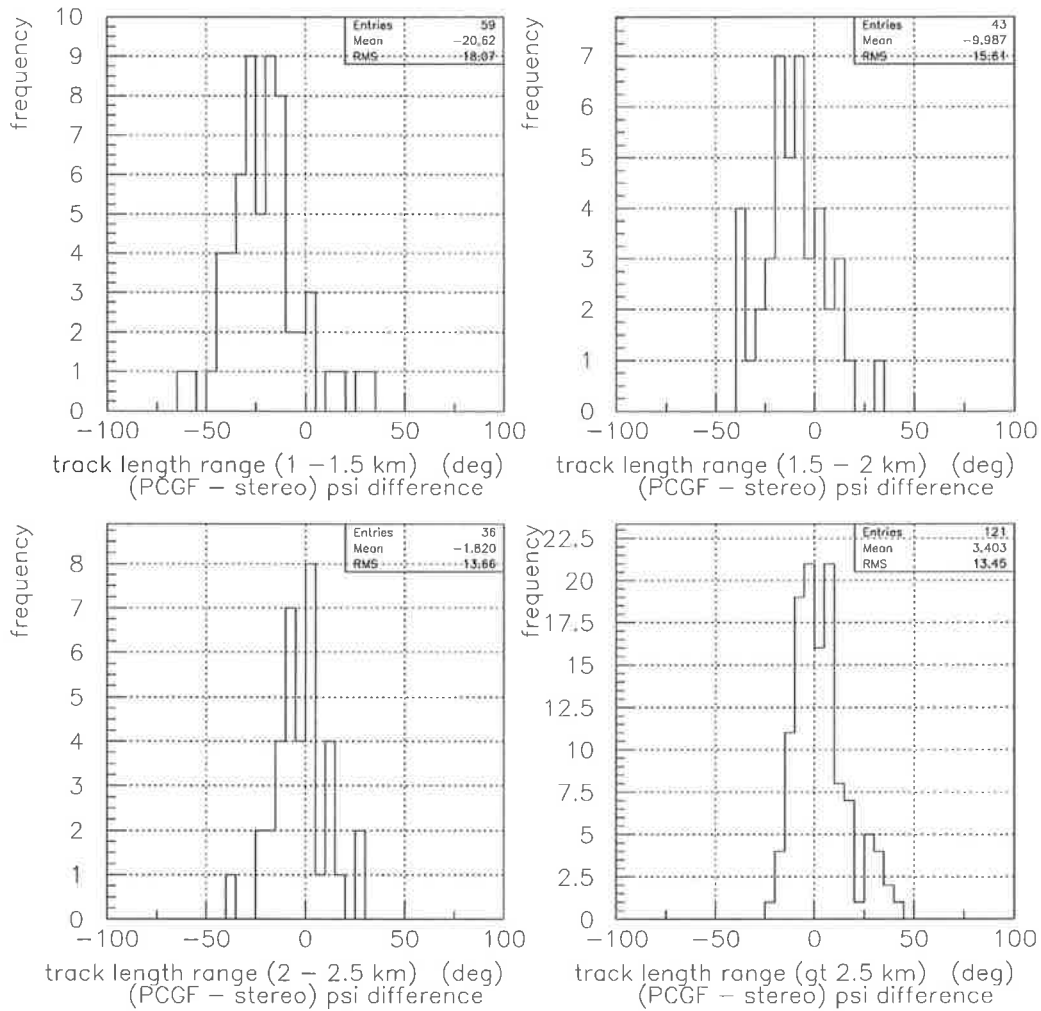 frequency
10
9
8
7
6
5
4
3
2
1
0
Entries 59
Mean -20.62
RMS 18.07
-100 -50 0 50 100
track length range (1 -1.5 km) (deg)
(PCGF - stereo) psi difference
frequency
7
6
5
4
3
2
1
0
Entries 43
Mean -9.987
RMS 15.61
-100 -50 0 50 100
track length range (1.5 - 2 km) (deg)
(PCGF - stereo) psi difference
frequency
8
7
6
5
4
3
2
1
0
Entries 36
Mean -1.820
RMS 13.66
-100 -50 0 50 100
track length range (2 - 2.5 km) (deg)
(PCGF - stereo) psi difference
frequency
22.5
20
17.5
15
12.5
10
7.5
5
2.5
0
Entries 121
Mean 3.403
RMS 13.45
-100 -50 0 50 100
track length range (gt 2.5 km) (deg)
(PCGF - stereo) psi difference